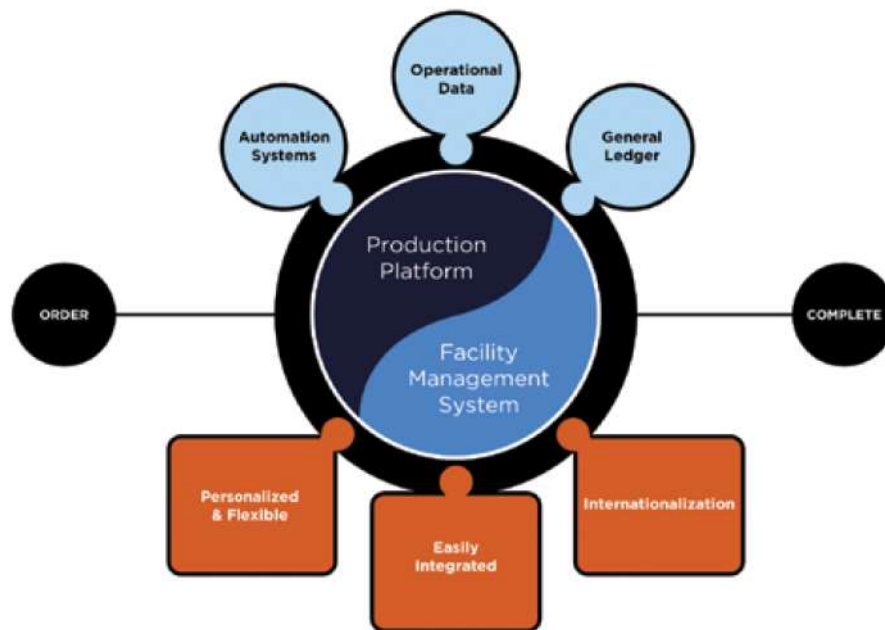 Operational
Data
Automation
Systems
General
Ledger
Production
Platform
ORDER
COMPLETE
Facility
Management
System
Personalized
& Flexible
Easily
Integrated
Internationalization